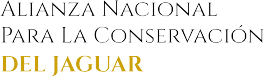 Alianza Nacional
Para La Conservación
DEL JAGUAR